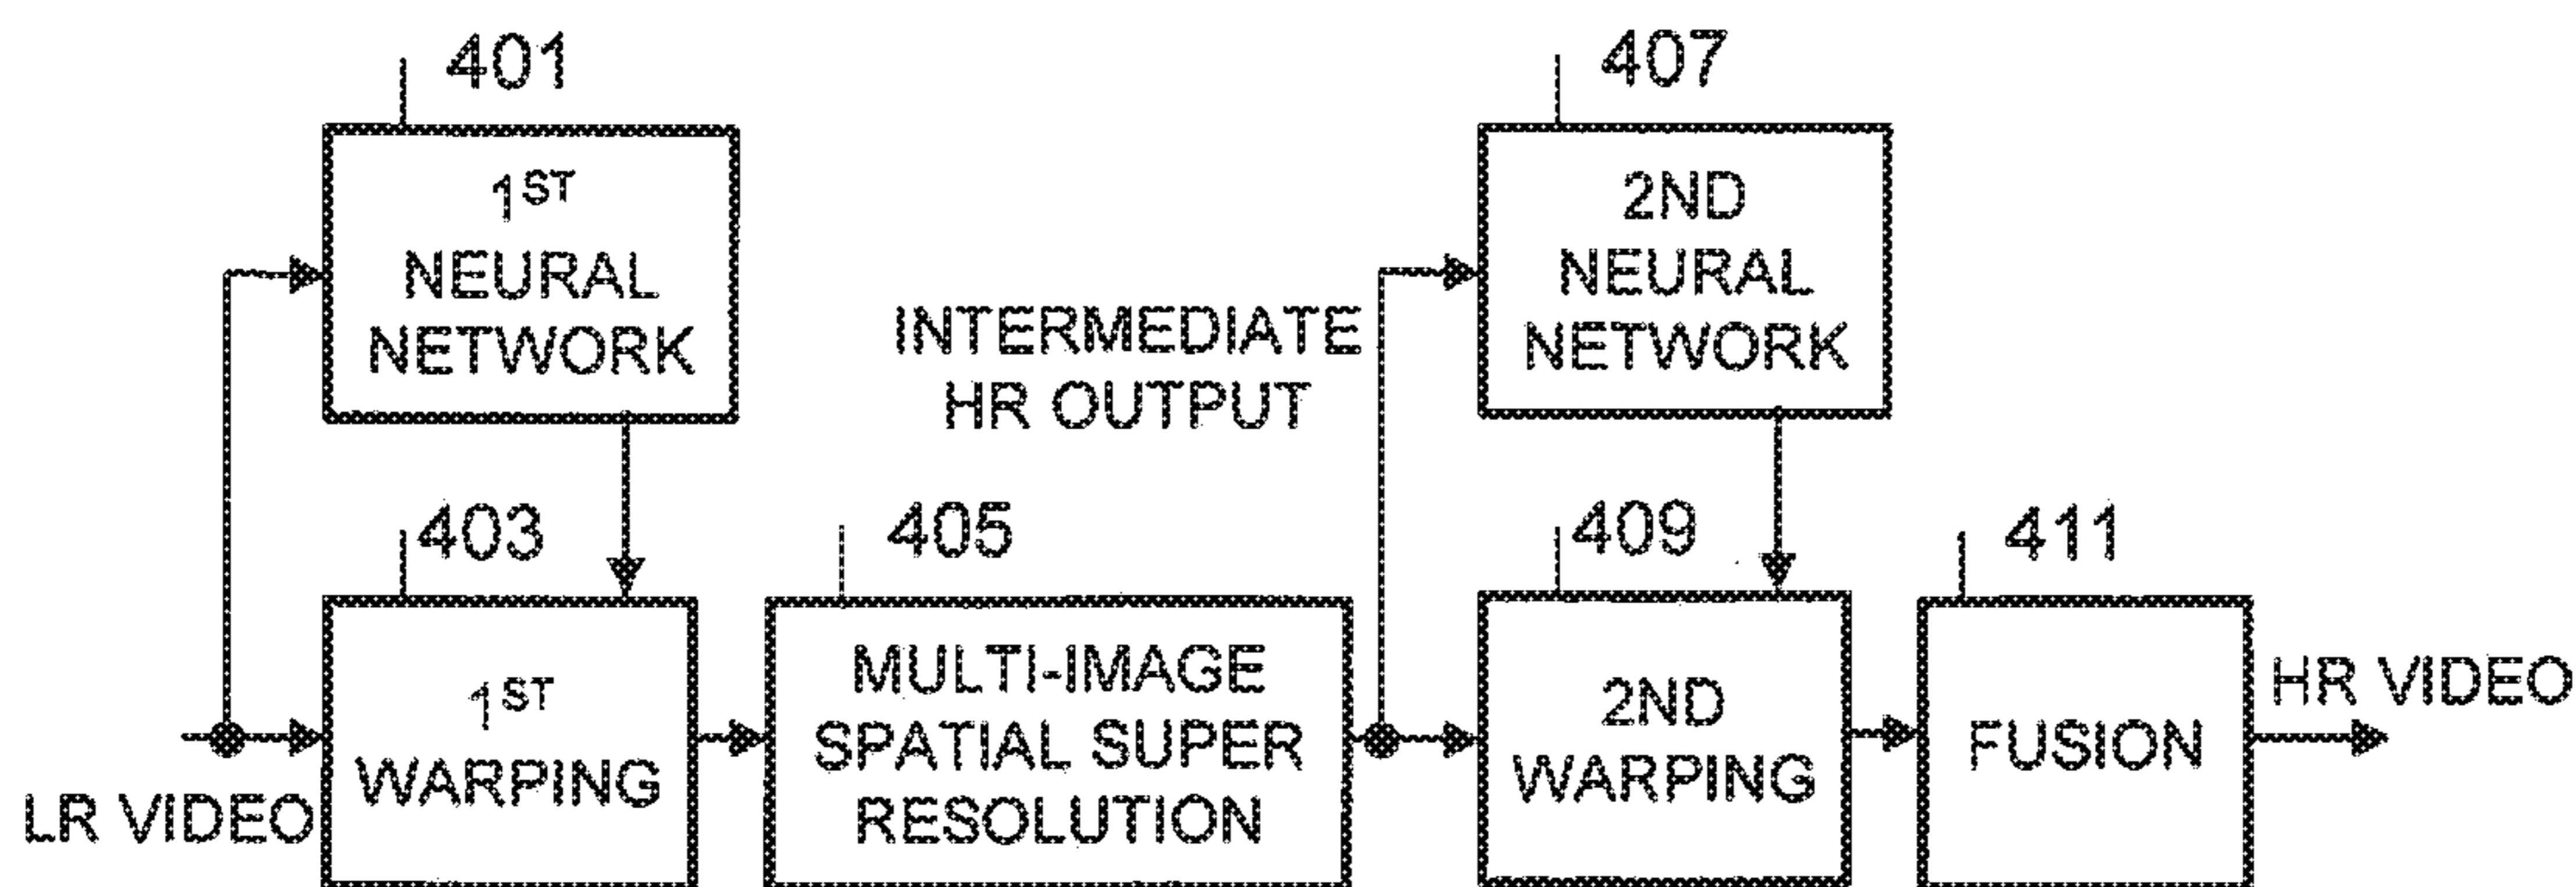 401
1ST
NEURAL
NETWORK
407
2ND
NEURAL
NETWORK
INTERMEDIATE
HR OUTPUT
403
1ST
WARPING
LR VIDEO
405
MULTI-IMAGE
SPATIAL SUPER
RESOLUTION
409
2ND
WARPING
411
FUSION
HR VIDEO